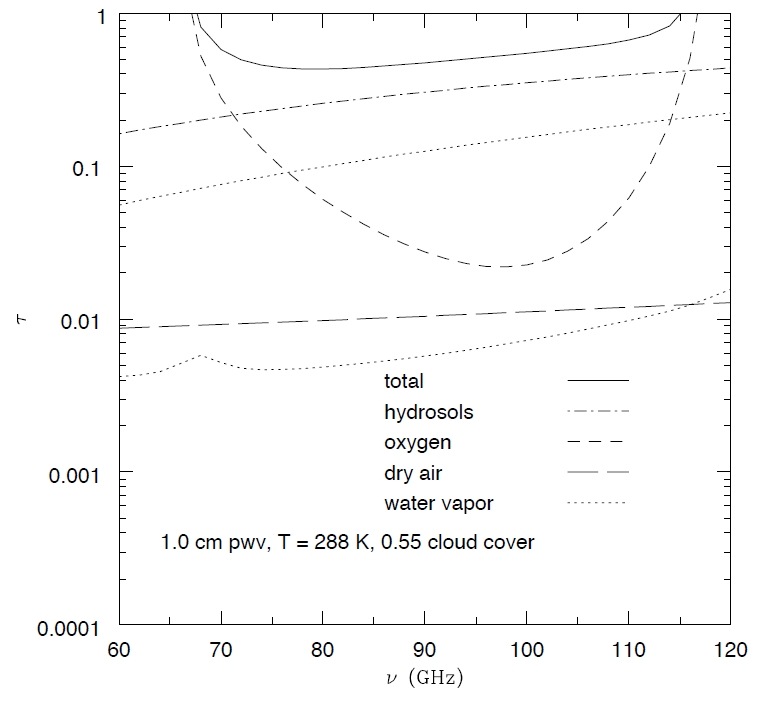 1
0.1
τ
0.01
total
hydrosols
oxygen
dry air
0.001
water vapor
1.0 cm pwv, T = 288 K, 0.55 cloud cover
0.0001
60 70 80 90 100 110 120
ν (GHz)